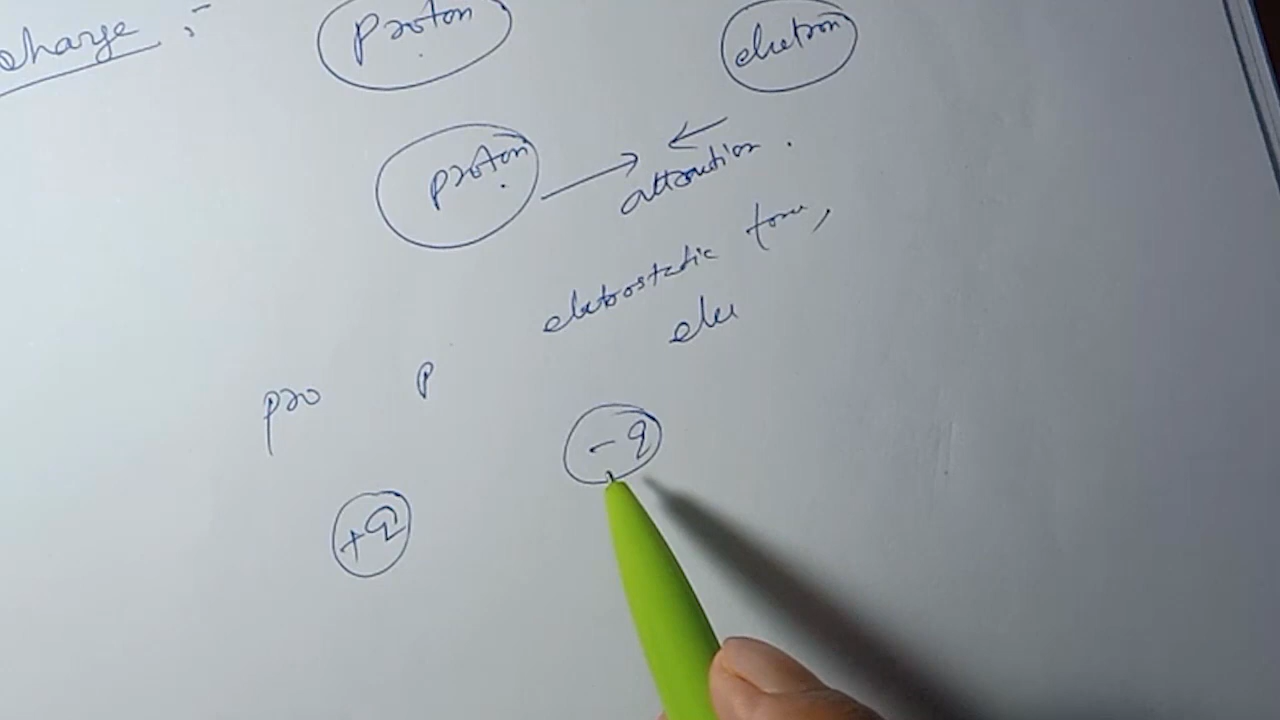 charge :-
proton electron
proton
attraction .
electrostatic force,
ele
pro p
-q
+q